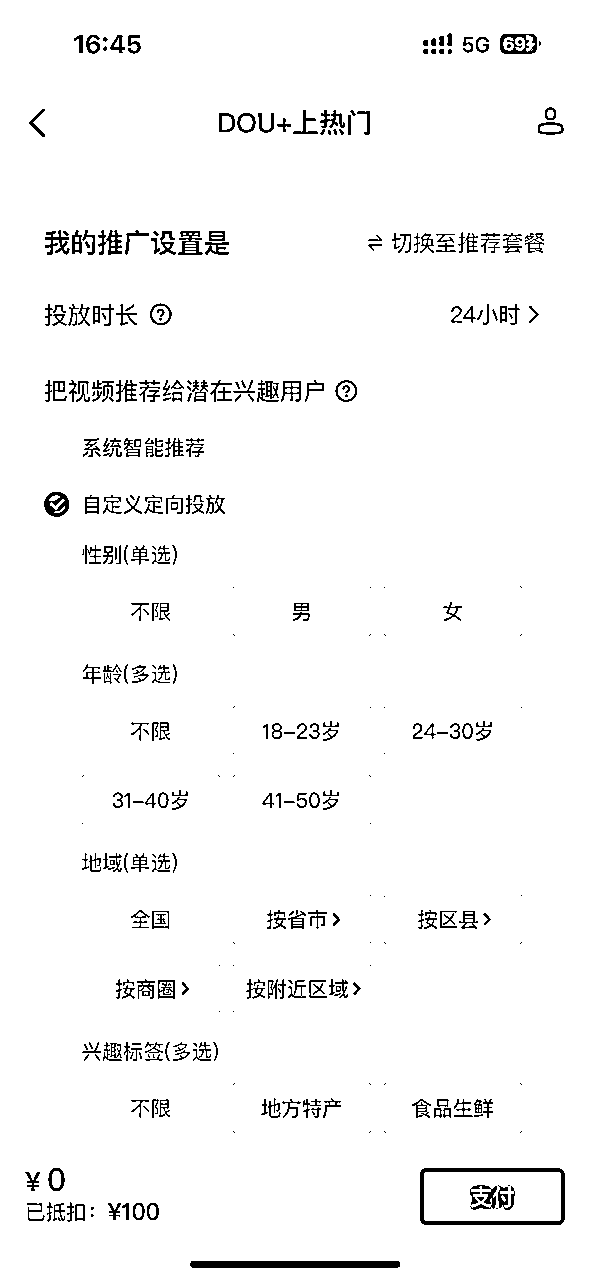 16:45 5G 69
DOU+上热门
我的推广设置是 切换至推荐套餐
投放时长 ? 24小时 >
把视频推荐给潜在兴趣用户 ?
系统智能推荐
自定义定向投放
性别(单选)
不限 男 女
年龄(多选)
不限 18–23岁 24–30岁
31–40岁 41–50岁
地域(单选)
全国 按省市> 按区县>
按商圈> 按附近区域>
兴趣标签(多选)
不限 地方特产 食品生鲜
¥0
已抵扣：¥100
支付